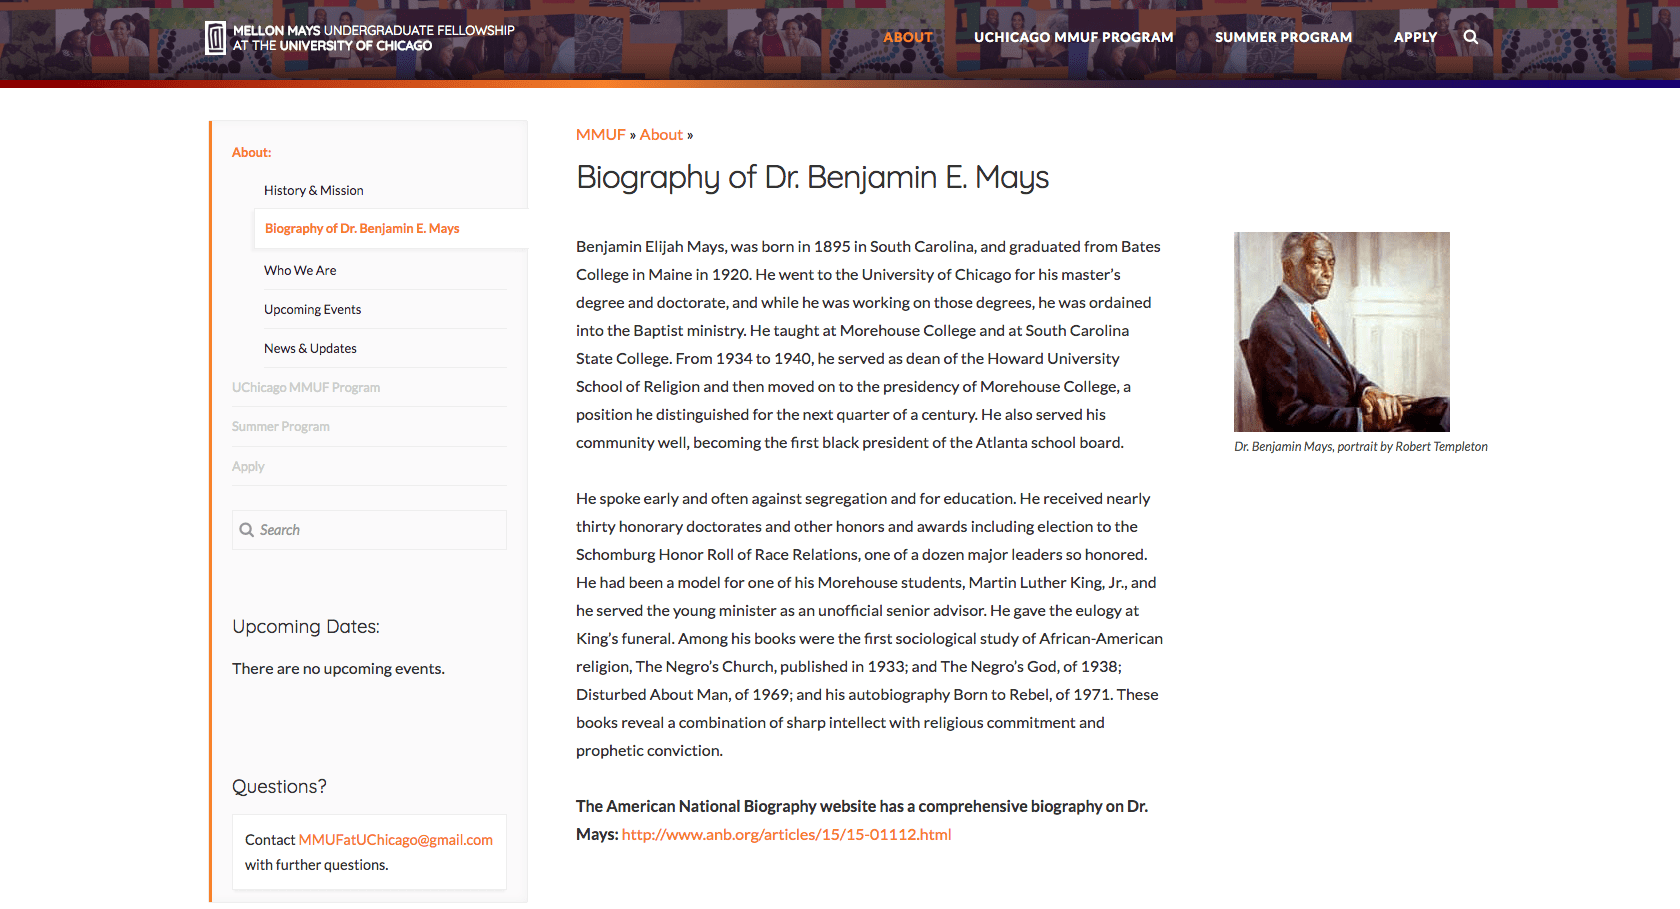 MELLON MAYS UNDERGRADUATE FELLOWSHIP
AT THE UNIVERSITY OF CHICAGO
ABOUT
UCHICAGO MMUF PROGRAM
SUMMER PROGRAM
APPLY
About:
History & Mission
Biography of Dr. Benjamin E. Mays
Who We Are
Upcoming Events
News & Updates
UChicago MMUF Program
Summer Program
Apply
Search
Upcoming Dates:
There are no upcoming events.
Questions?
Contact MMUFatUChicago@gmail.com
with further questions.
MMUF » About »
Biography of Dr. Benjamin E. Mays
Benjamin Elijah Mays, was born in 1895 in South Carolina, and graduated from Bates
College in Maine in 1920. He went to the University of Chicago for his master’s
degree and doctorate, and while he was working on those degrees, he was ordained
into the Baptist ministry. He taught at Morehouse College and at South Carolina
State College. From 1934 to 1940, he served as dean of the Howard University
School of Religion and then moved on to the presidency of Morehouse College, a
position he distinguished for the next quarter of a century. He also served his
community well, becoming the first black president of the Atlanta school board.
He spoke early and often against segregation and for education. He received nearly
thirty honorary doctorates and other honors and awards including election to the
Schomburg Honor Roll of Race Relations, one of a dozen major leaders so honored.
He had been a model for one of his Morehouse students, Martin Luther King, Jr., and
he served the young minister as an unofficial senior advisor. He gave the eulogy at
King’s funeral. Among his books were the first sociological study of African-American
religion, The Negro’s Church, published in 1933; and The Negro’s God, of 1938;
Disturbed About Man, of 1969; and his autobiography Born to Rebel, of 1971. These
books reveal a combination of sharp intellect with religious commitment and
prophetic conviction.
The American National Biography website has a comprehensive biography on Dr.
Mays: http://www.anb.org/articles/15/15-01112.html
Dr. Benjamin Mays, portrait by Robert Templeton